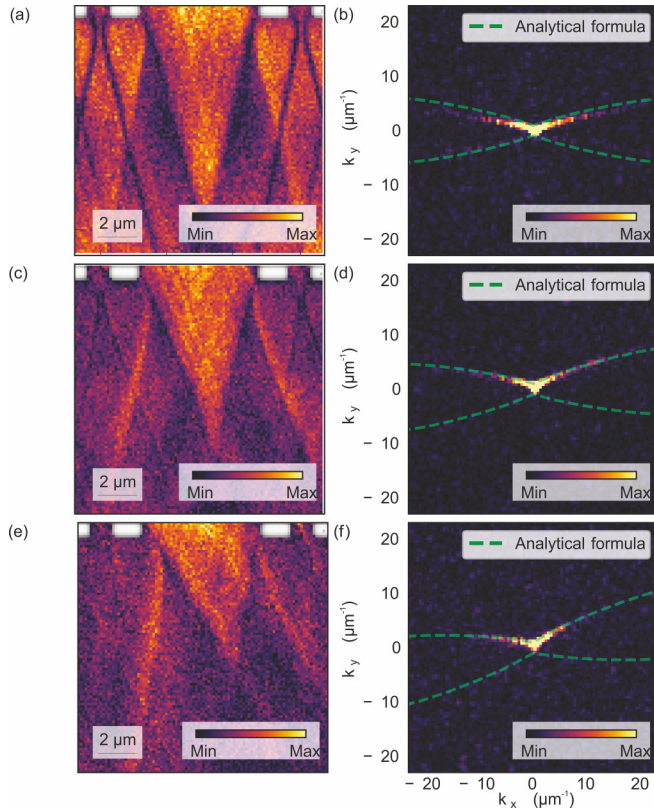 (a)
2 µm
Min Max
(b)
Analytical formula
k y (µm⁻¹)
20
10
0
− 10
− 20
Min Max
(c)
2 µm
Min Max
(d)
Analytical formula
k y (µm⁻¹)
20
10
0
− 10
− 20
Min Max
(e)
2 µm
Min Max
(f)
Analytical formula
k y (µm⁻¹)
20
10
0
− 10
− 20
Min Max
− 20 −10 0 10 20
k x (µm⁻¹)